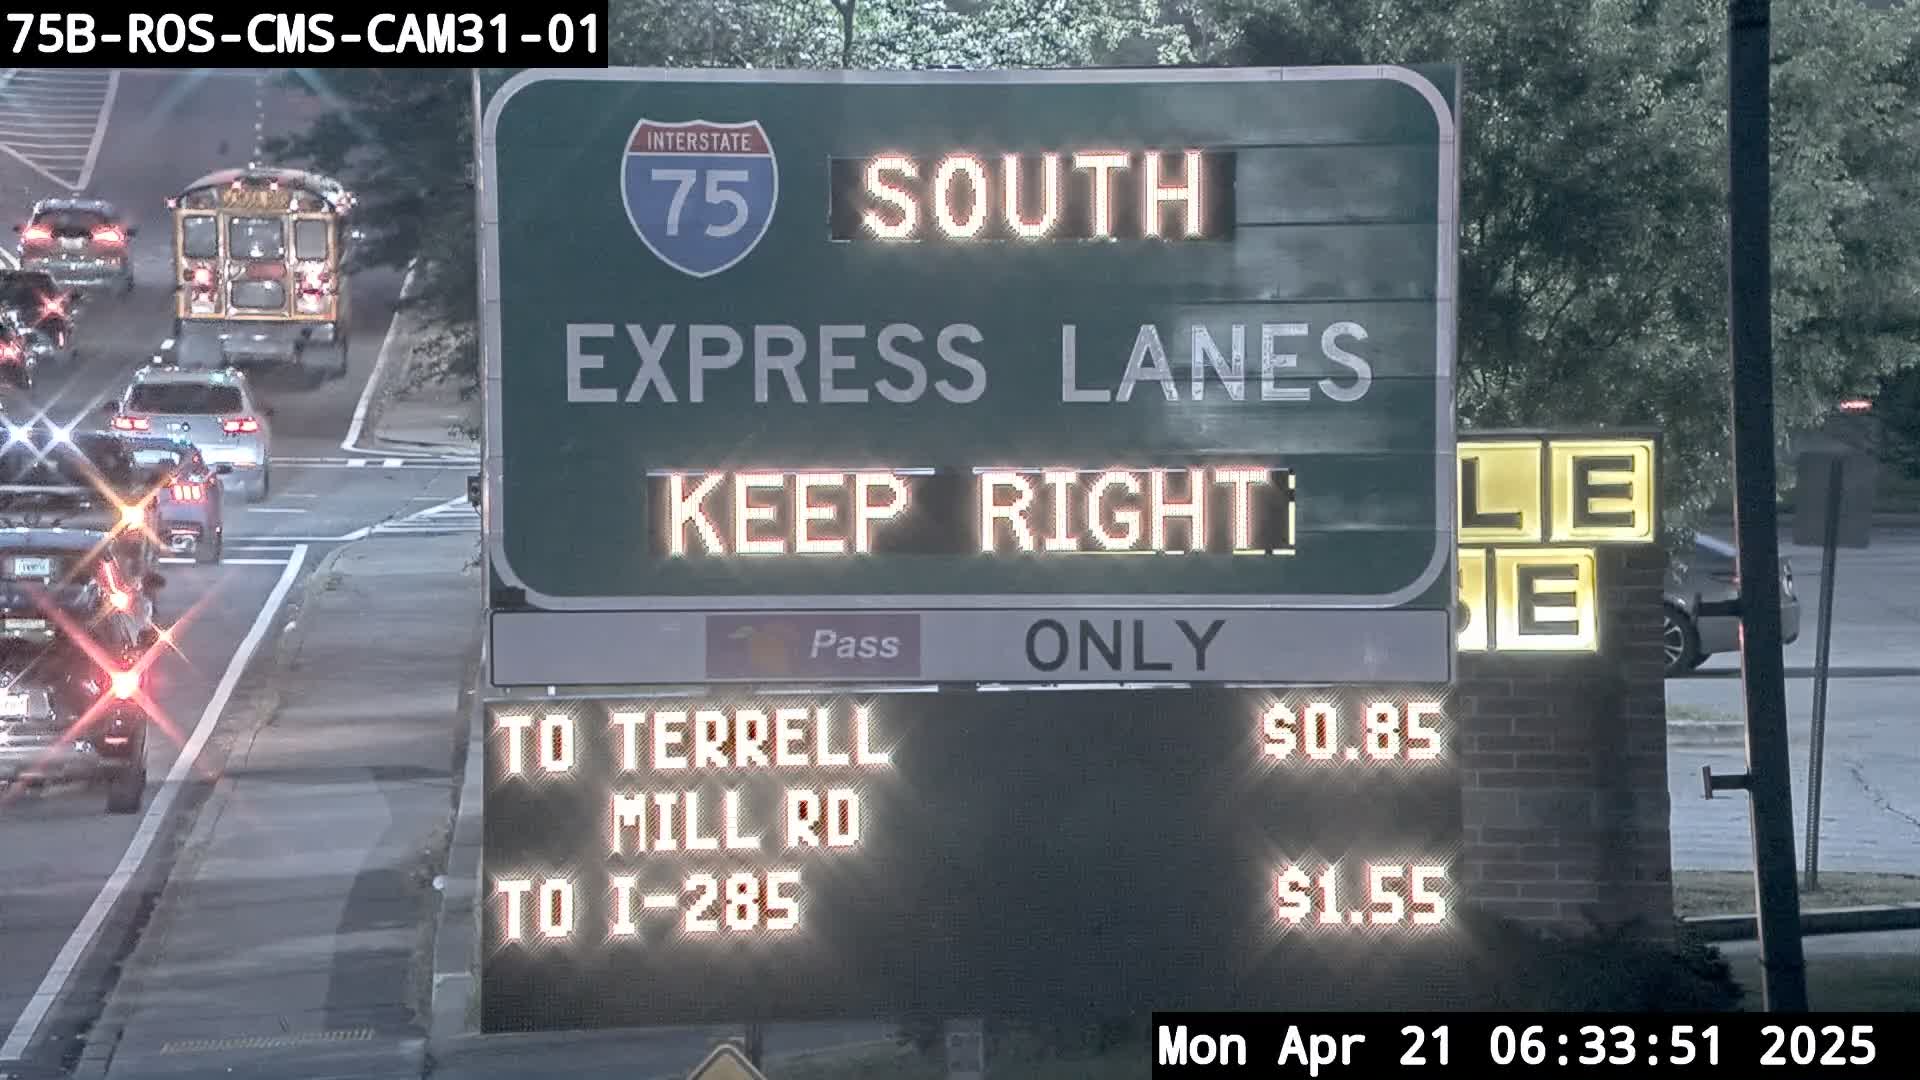 75B-ROS-CMS-CAM31-01
INTERSTATE
75
SOUTH
EXPRESS LANES
KEEP RIGHT
Pass ONLY
TO TERRELL $0.85
MILL RD
TO I-285 $1.55
LE
E
Mon Apr 21 06:33:51 2025